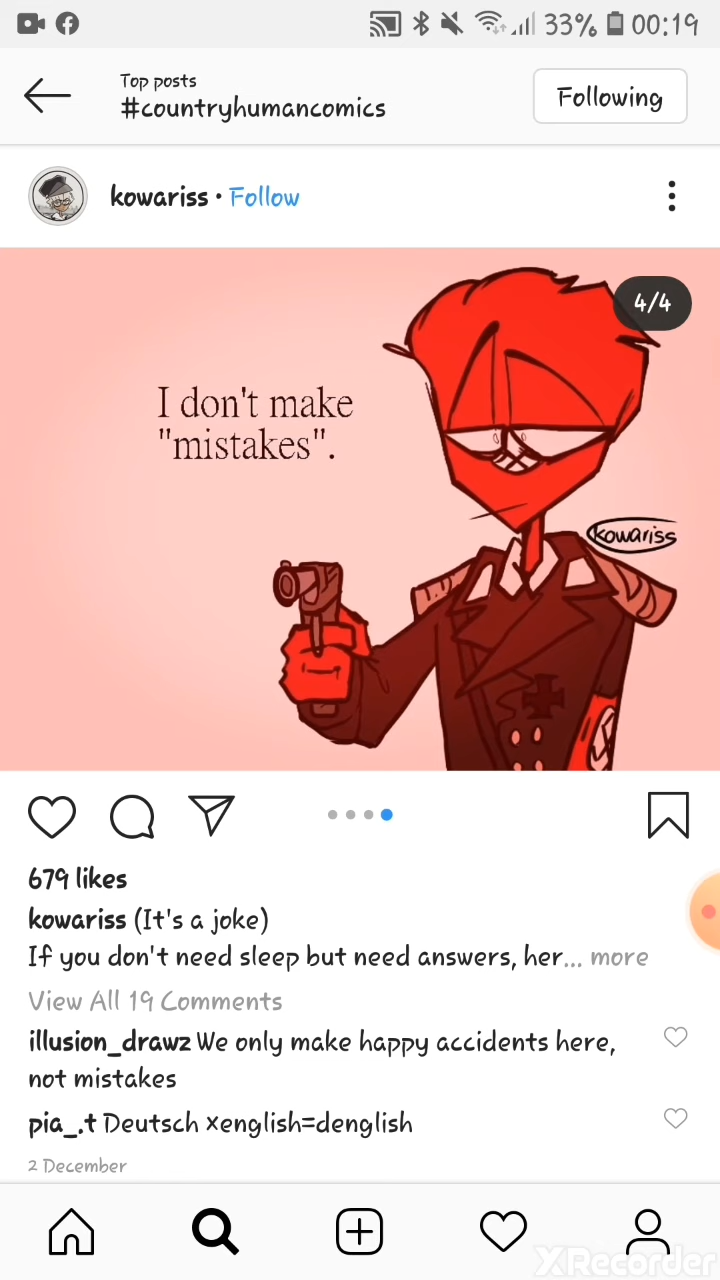 33% 00:19
Top posts
#countryhumancomics
Following
kowariss • Follow
4/4
I don't make
"mistakes".
kowariss
679 likes
kowariss (It's a joke)
If you don't need sleep but need answers, her... more
View All 19 Comments
illusion_drawz We only make happy accidents here,
not mistakes
pia_.t Deutsch xenglish=denglish
2 December
XRecorder